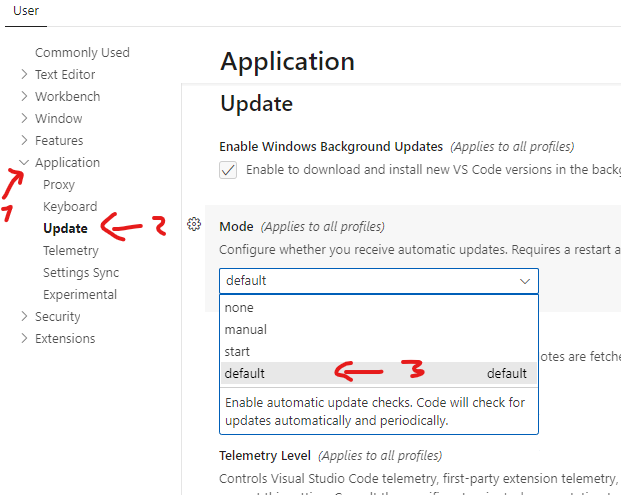 User
Commonly Used
Text Editor
Workbench
Window
Features
Application
Proxy
Keyboard
Update
Telemetry
Settings Sync
Experimental
Security
Extensions
1
2
Application
Update
Enable Windows Background Updates (Applies to all profiles)
Enable to download and install new VS Code versions in the backg
Mode (Applies to all profiles)
Configure whether you receive automatic updates. Requires a restart a
default
none
manual
start
default 3 default
otes are fetche
Enable automatic update checks. Code will check for
updates automatically and periodically.
Telemetry Level (Applies to all profiles)
Controls Visual Studio Code telemetry, first-party extension telemetry,